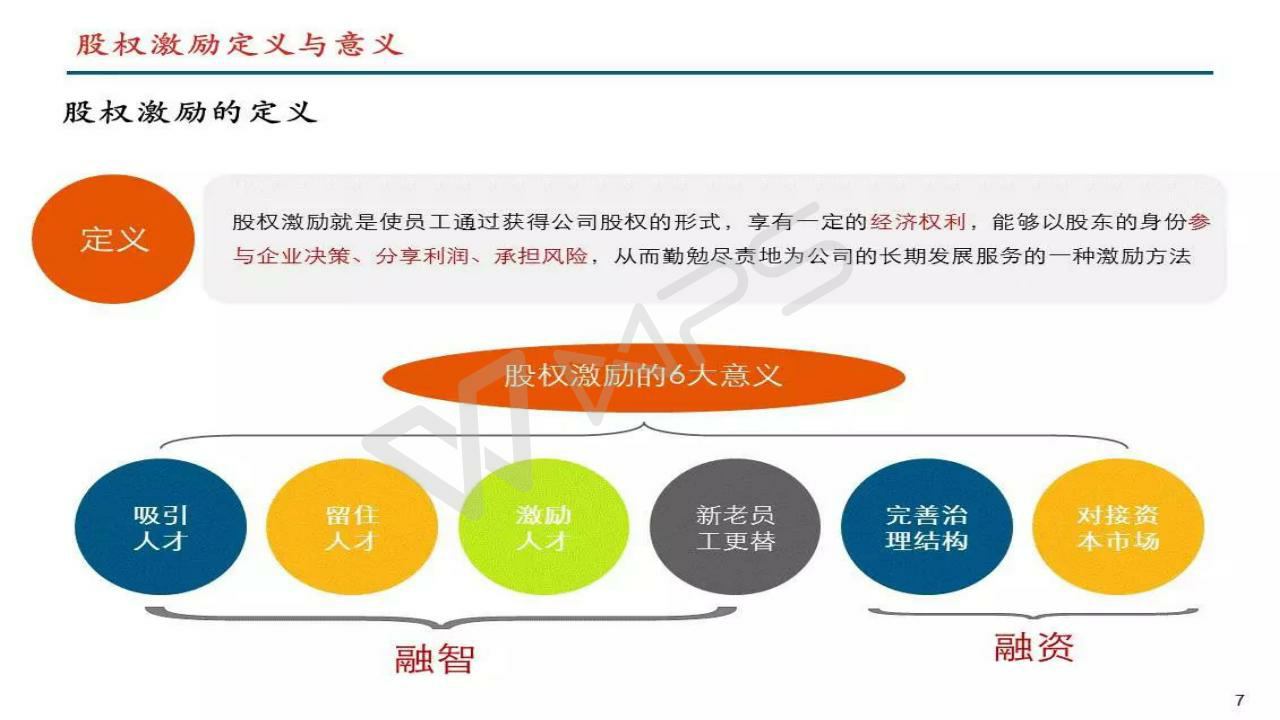 股权激励定义与意义
股权激励的定义
定义
股权激励就是使员工通过获得公司股权的形式，享有一定的经济权利，能够以股东的身份参
与企业决策、分享利润、承担风险，从而勤勉尽责地为公司的长期发展服务的一种激励方法
股权激励的6大意义
吸引
人才
留住
人才
激励
人才
新老员
工更替
完善治
理结构
对接资
本市场
融智
融资
7
WAPS